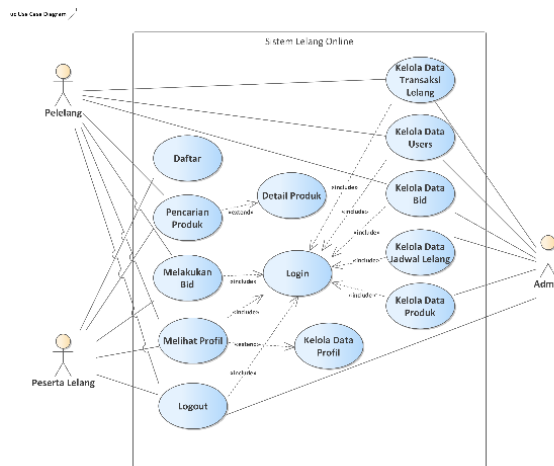 uc Use Case Diagram
Sistem Lelang Online
Pelelang
Kelola Data
Transaksi
Lelang
Kelola Data
Users
Daftar
Detail Produk
Kelola Data
Bid
Pencarian
Produk
«extend»
«include»
«include»
«include»
Kelola Data
Jadwal Lelang
Login
Melakukan
Bid
«include»
«include»
«include»
Kelola Data
Produk
Adm
Melihat Profil
«include»
«extend»
Kelola Data
Profil
Peserta Lelang
«include»
Logout